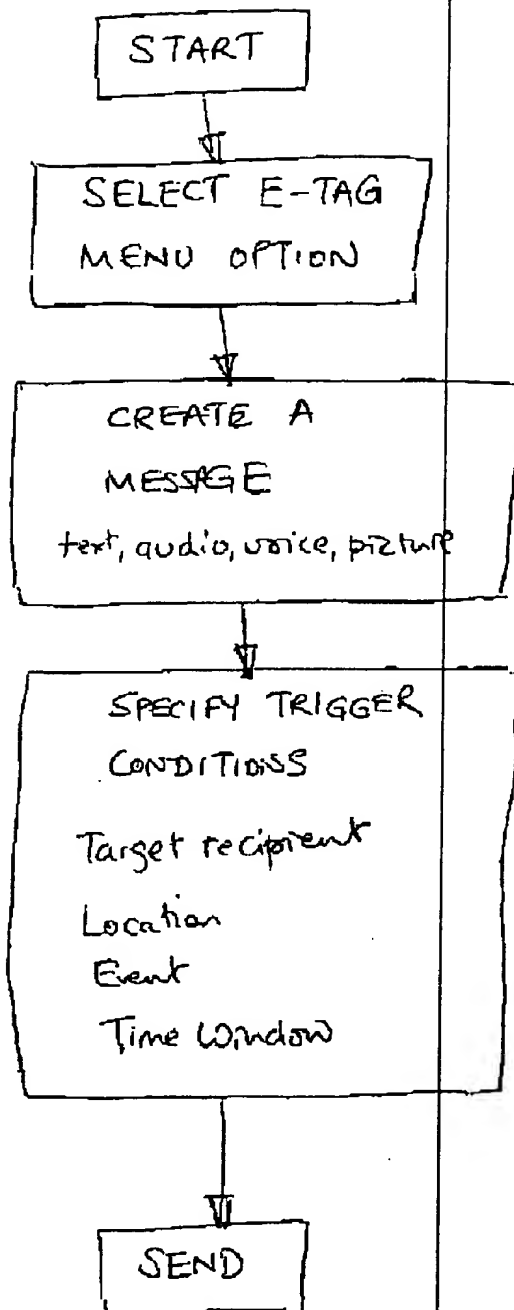 START
SELECT E-TAG
MENU OPTION
CREATE A
MESSAGE
text, audio, voice, picture
SPECIFY TRIGGER
CONDITIONS
Target recipient
Location
Event
Time Window
SEND